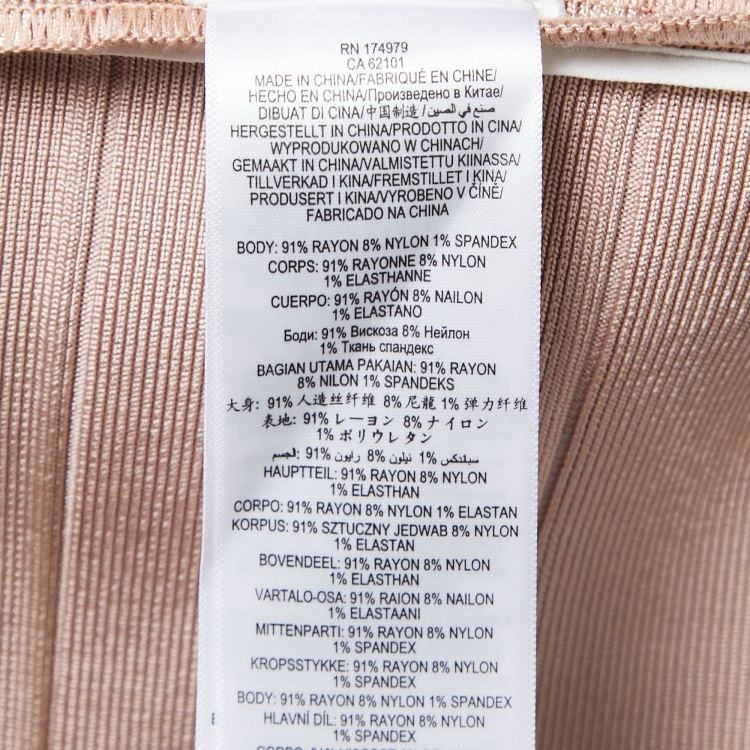 RN 174979
CA 62101
MADE IN CHINA/FABRIQUÉ EN CHINE/
HECHO EN CHINA/Произведено в Китае/
DIBUAT DI CINA/中国制造/صنع في الصين/
HERGESTELLT IN CHINA/PRODOTTO IN CINA/
WYPRODUKOWANO W CHINACH/
GEMAAKT IN CHINA/VALMISTETTU KIINASSA/
TILLVERKAD I KINA/FREMSTILLET I KINA/
PRODUSERT I KINA/VYROBENO V ČÍNĚ/
FABRICADO NA CHINA
BODY: 91% RAYON 8% NYLON 1% SPANDEX
CORPS: 91% RAYONNE 8% NYLON
1% ELASTHANNE
CUERPO: 91% RAYÓN 8% NAILON
1% ELASTANO
Боди: 91% Вискоза 8% Нейлон
1% Ткань спандекс
BAGIAN UTAMA PAKAIAN: 91% RAYON
8% NILON 1% SPANDEKS
大身: 91% 人造丝纤维 8% 尼龍 1% 弹力纤维
表地: 91% レーヨン 8% ナイロン
1% ポリウレタン
الجسم: 91% رايون 8% نيلون 1% سباندكس
HAUPTTEIL: 91% RAYON 8% NYLON
1% ELASTHAN
CORPO: 91% RAYON 8% NYLON 1% ELASTAN
KORPUS: 91% SZTUCZNY JEDWAB 8% NYLON
1% ELASTAN
BOVENDEEL: 91% RAYON 8% NYLON
1% ELASTHAN
VARTALO-OSA: 91% RAION 8% NAILON
1% ELASTAANI
MITTENPARTI: 91% RAYON 8% NYLON
1% SPANDEX
KROPSSTYKKE: 91% RAYON 8% NYLON
1% SPANDEX
BODY: 91% RAYON 8% NYLON 1% SPANDEX
HLAVNÍ DÍL: 91% RAYON 8% NYLON
1% SPANDEX